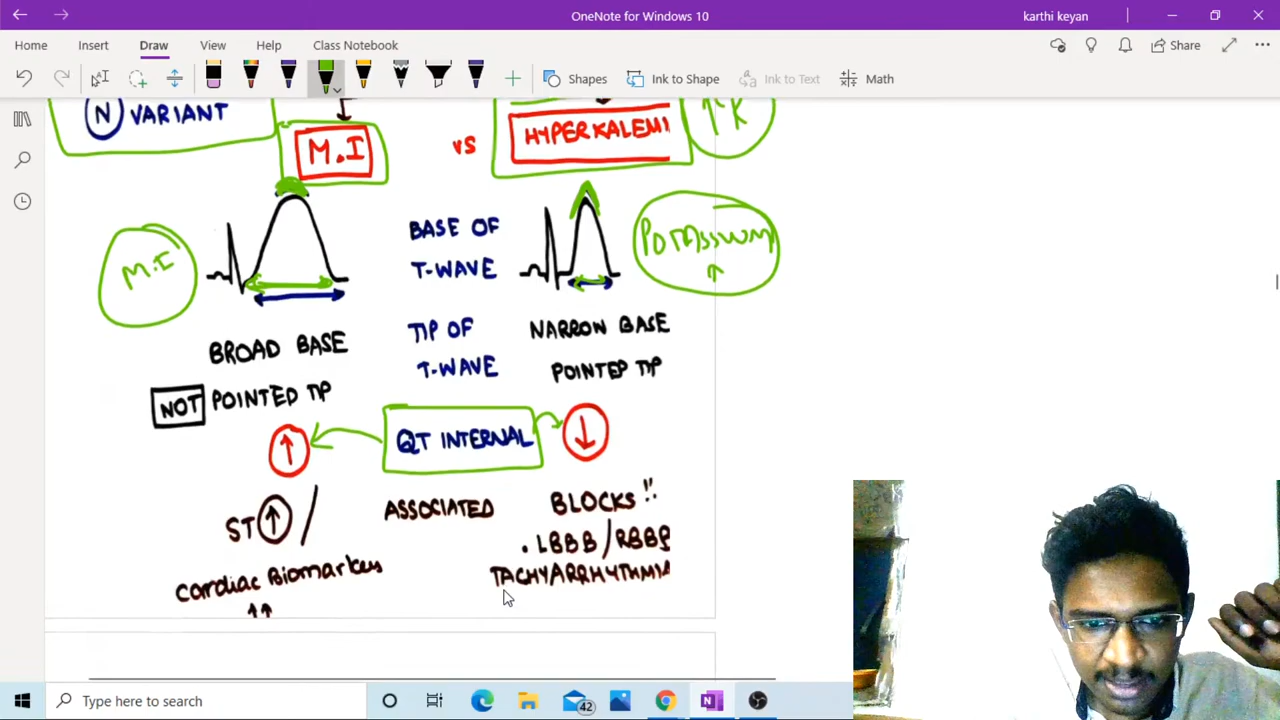 OneNote for Windows 10
karthi keyan
Home Insert Draw View Help Class Notebook
Share
Shapes Ink to Shape Ink to Text Math
N VARIANT
M.I
vs
HYPERKALEMI
↑K
M.I
BASE OF
T-WAVE
POTASSIUM
↑
BROAD BASE
TIP OF
T-WAVE
NARROW BASE
POINTED TIP
NOT POINTED TIP
↑
QT INTERNAL
↓
ST ↑ /
ASSOCIATED
BLOCKS !!
. LBBB / RBBB
TACHYARRHYTHMIA
Cardiac Biomarkers
↑↑
Type here to search
42